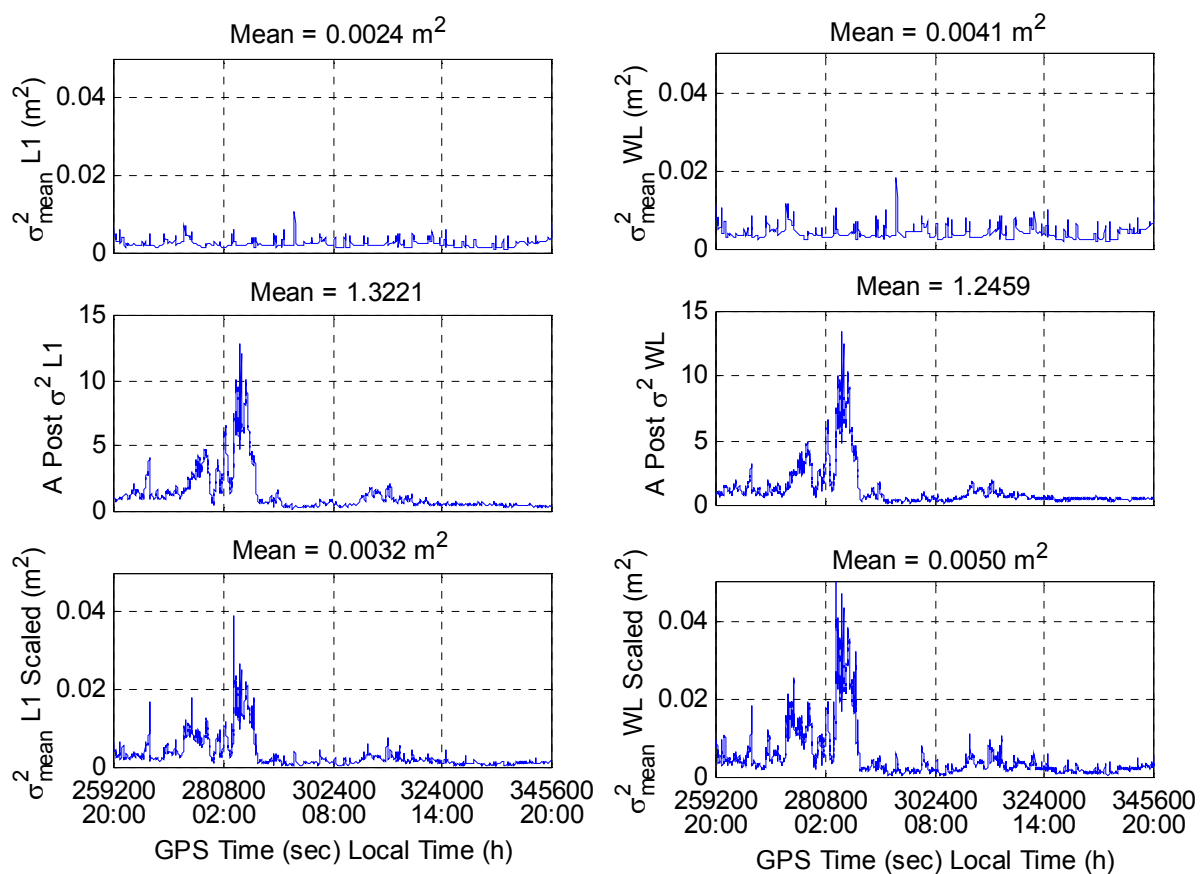 Mean = 0.0024 m²
σ²mean L1 (m²)
0.04
0.02
0
Mean = 0.0041 m²
σ²mean WL (m²)
0.04
0.02
0
Mean = 1.3221
A Post σ² L1
15
10
5
0
Mean = 1.2459
A Post σ² WL
15
10
5
0
Mean = 0.0032 m²
σ²mean L1 Scaled (m²)
0.04
0.02
0
259200 280800 302400 324000 345600
20:00 02:00 08:00 14:00 20:00
GPS Time (sec) Local Time (h)
Mean = 0.0050 m²
σ²mean WL Scaled (m²)
0.04
0.02
0
259200 280800 302400 324000 345600
20:00 02:00 08:00 14:00 20:00
GPS Time (sec) Local Time (h)